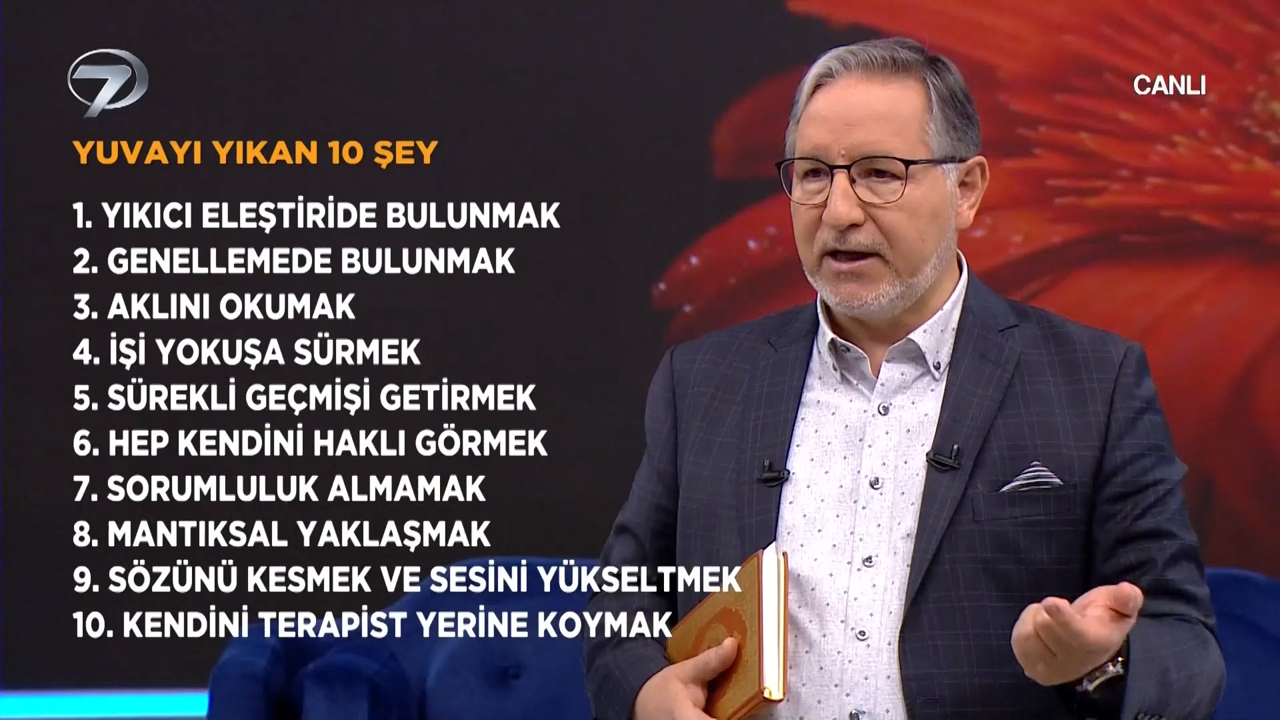 7
CANLI
YUVAYI YIKAN 10 ŞEY
1. YIKICI ELEŞTİRİDE BULUNMAK
2. GENELLEMEDE BULUNMAK
3. AKLINI OKUMAK
4. İŞİ YOKUŞA SÜRMEK
5. SÜREKLİ GEÇMİŞİ GETİRMEK
6. HEP KENDİNİ HAKLI GÖRMEK
7. SORUMLULUK ALMAMAK
8. MANTIKSAL YAKLAŞMAK
9. SÖZÜNÜ KESMEK VE SESİNİ YÜKSELTMEK
10. KENDİNİ TERAPİST YERİNE KOYMAK